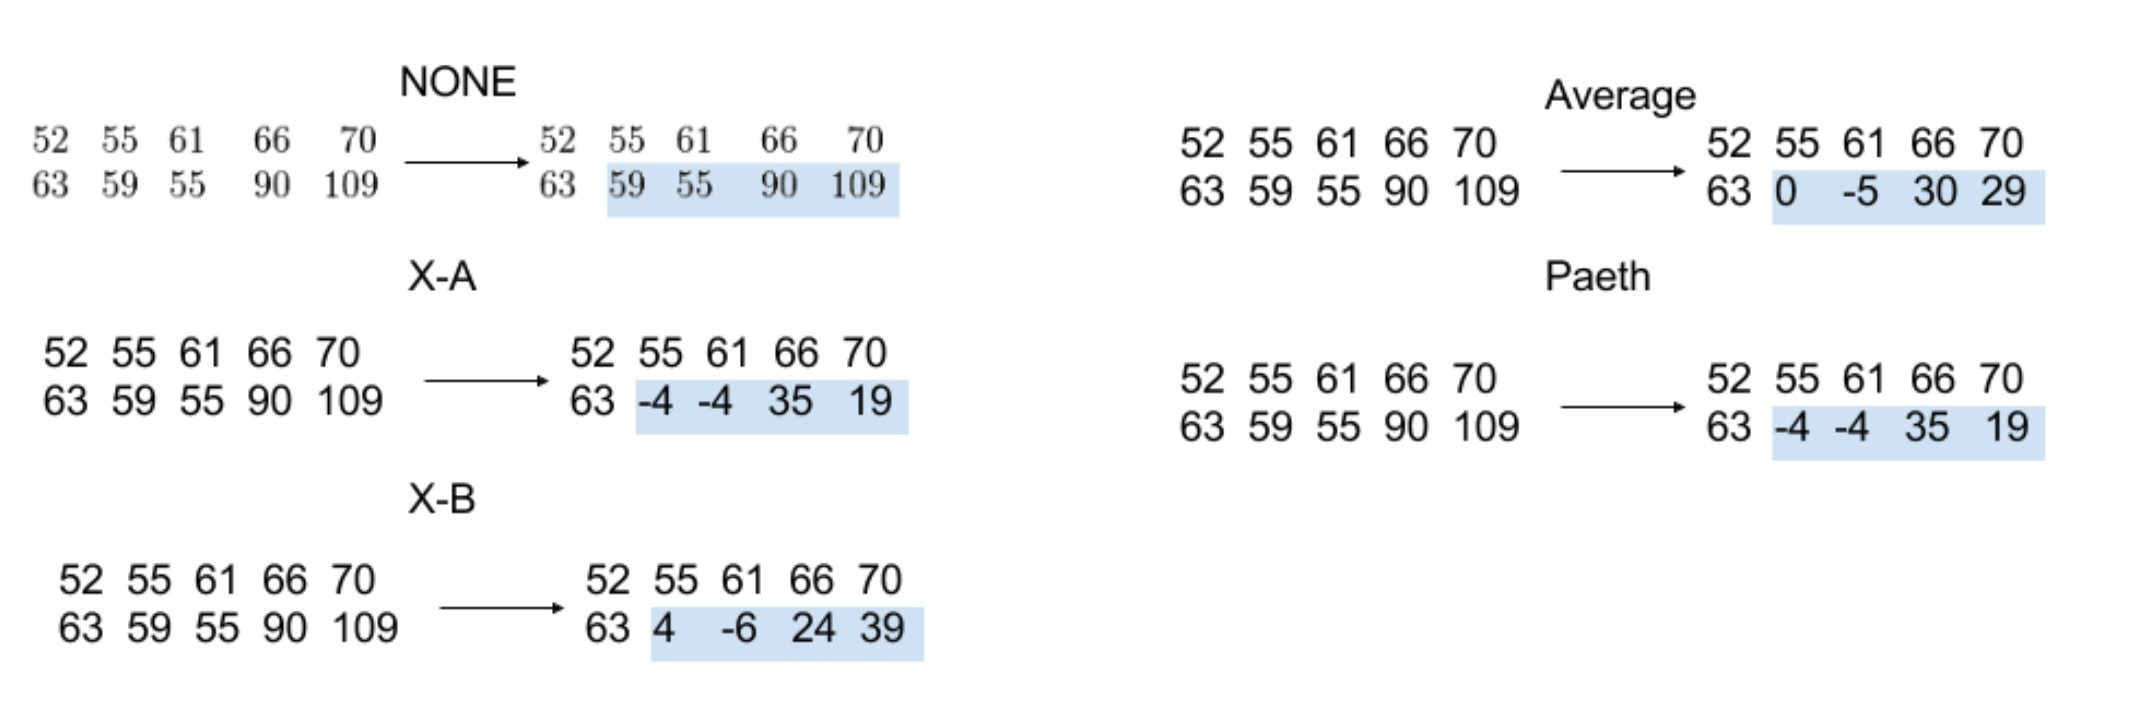 NONE
52 55 61 66 70 52 55 61 66 70
63 59 55 90 109 63 59 55 90 109
X-A
52 55 61 66 70 52 55 61 66 70
63 59 55 90 109 63 -4 -4 35 19
X-B
52 55 61 66 70 52 55 61 66 70
63 59 55 90 109 63 4 -6 24 39
Average
52 55 61 66 70 52 55 61 66 70
63 59 55 90 109 63 0 -5 30 29
Paeth
52 55 61 66 70 52 55 61 66 70
63 59 55 90 109 63 -4 -4 35 19